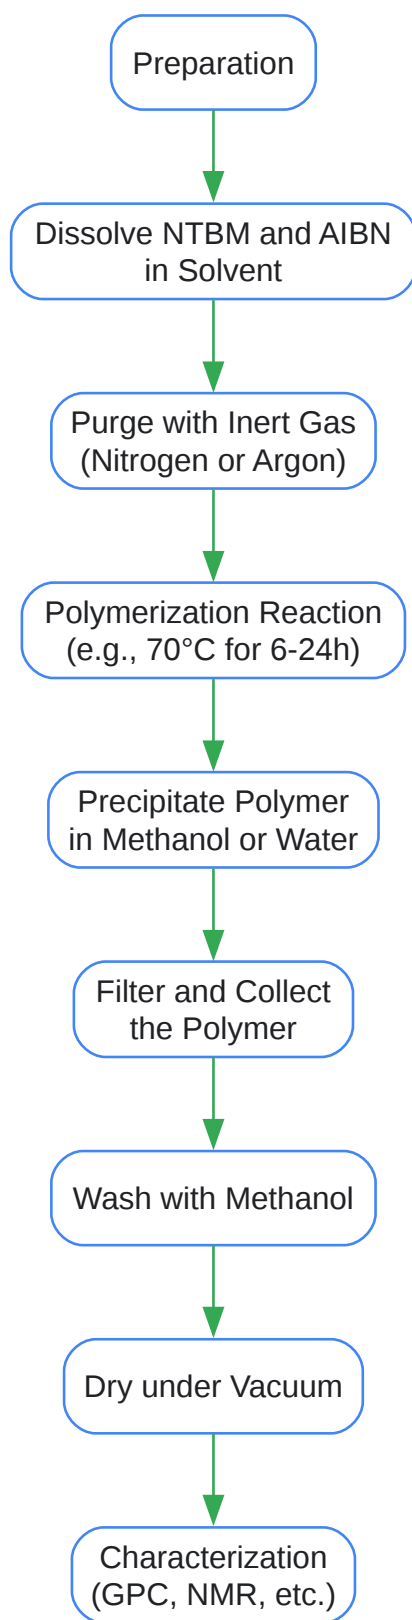 Preparation
Dissolve NTBM and AIBN
in Solvent
Purge with Inert Gas
(Nitrogen or Argon)
Polymerization Reaction
(e.g., 70°C for 6-24h)
Precipitate Polymer
in Methanol or Water
Filter and Collect
the Polymer
Wash with Methanol
Dry under Vacuum
Characterization
(GPC, NMR, etc.)